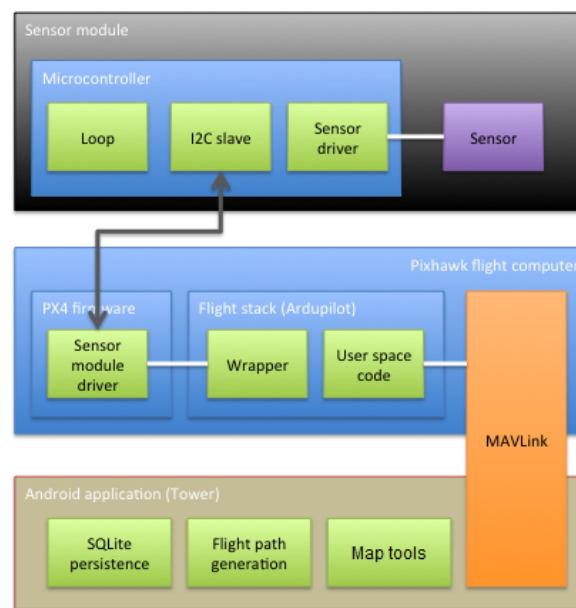 Sensor module
Microcontroller
Loop
I2C slave
Sensor
driver
Sensor
Pixhawk flight computer
PX4 firmware
Flight stack (Ardupilot)
Sensor
module
driver
Wrapper
User space
code
MAVLink
Android application (Tower)
SQLite
persistence
Flight path
generation
Map tools